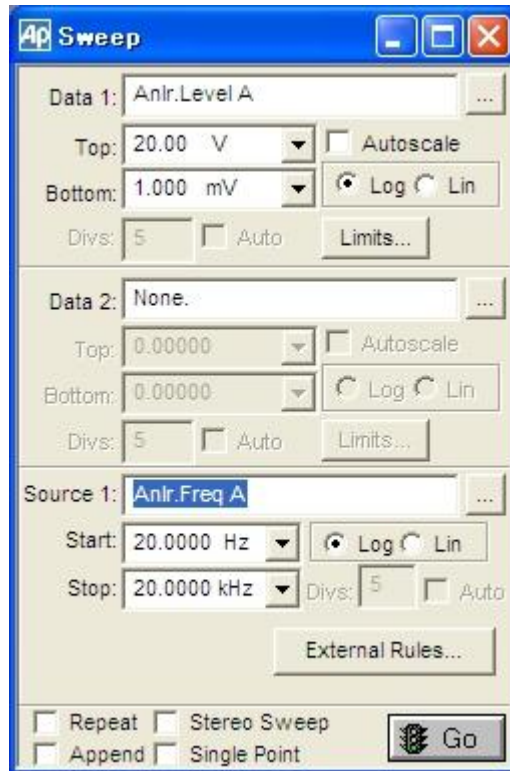 Ap Sweep
Data 1: Anlr.Level A ...
Top: 20.00 V Autoscale
Bottom: 1.000 mV Log Lin
Divs: 5 Auto Limits...
Data 2: None. ...
Top: 0.00000 Autoscale
Bottom: 0.00000 Log Lin
Divs: 5 Auto Limits...
Source 1: Anlr.Freq A ...
Start: 20.0000 Hz Log Lin
Stop: 20.0000 kHz Divs: 5 Auto
External Rules...
Repeat Stereo Sweep
Append Single Point Go